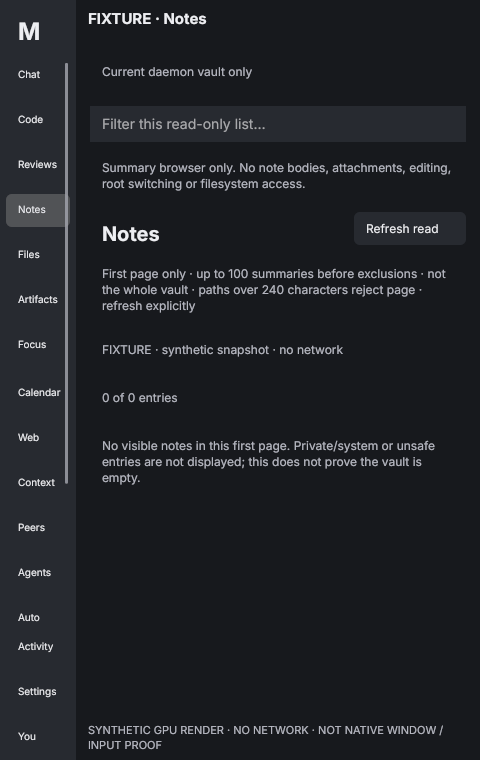 M
Chat
Code
Reviews
Notes
Files
Artifacts
Focus
Calendar
Web
Context
Peers
Agents
Auto
Activity
Settings
You
FIXTURE · Notes
Current daemon vault only
Filter this read-only list...
Summary browser only. No note bodies, attachments, editing,
root switching or filesystem access.
Notes
Refresh read
First page only · up to 100 summaries before exclusions · not
the whole vault · paths over 240 characters reject page ·
refresh explicitly
FIXTURE · synthetic snapshot · no network
0 of 0 entries
No visible notes in this first page. Private/system or unsafe
entries are not displayed; this does not prove the vault is
empty.
SYNTHETIC GPU RENDER · NO NETWORK · NOT NATIVE WINDOW /
INPUT PROOF